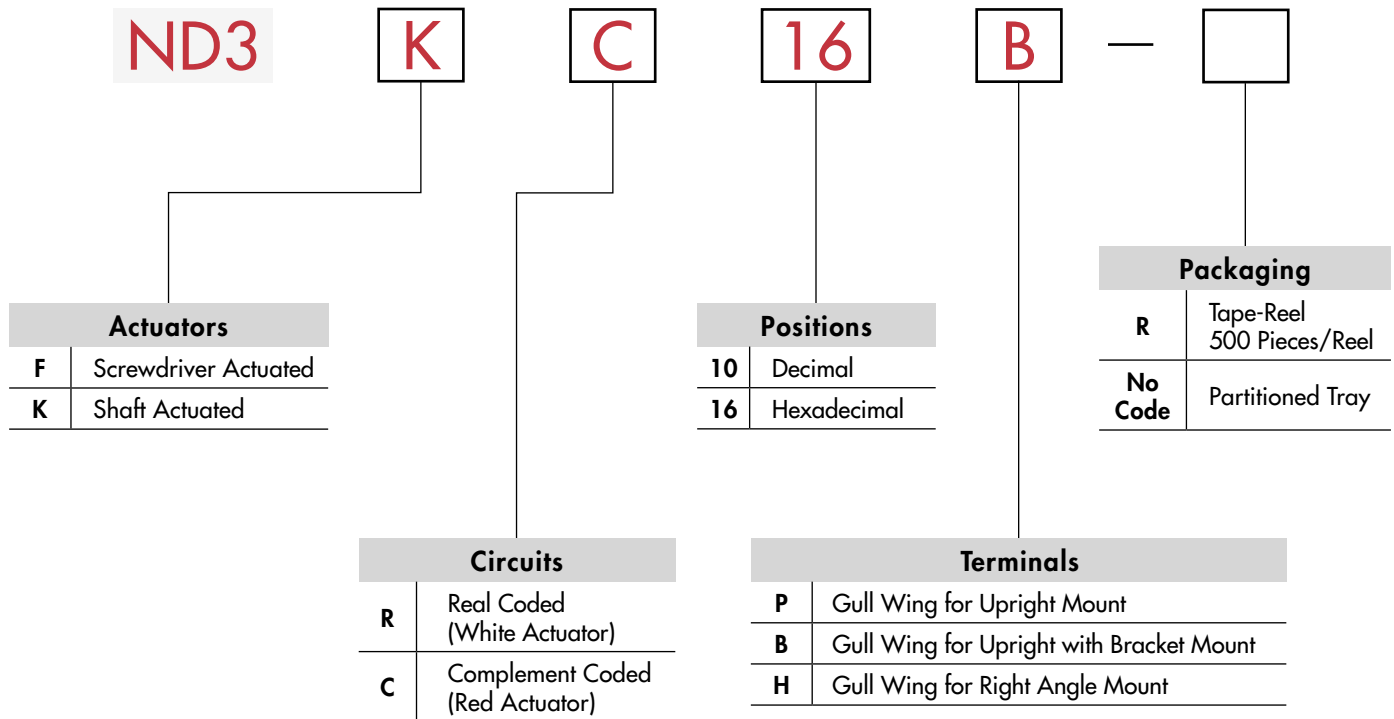 ND3 K C 16 B —
Packaging
R Tape-Reel
500 Pieces/Reel
No
Code Partitioned Tray
Actuators
F Screwdriver Actuated
K Shaft Actuated
Positions
10 Decimal
16 Hexadecimal
Circuits
R Real Coded
(White Actuator)
C Complement Coded
(Red Actuator)
Terminals
P Gull Wing for Upright Mount
B Gull Wing for Upright with Bracket Mount
H Gull Wing for Right Angle Mount